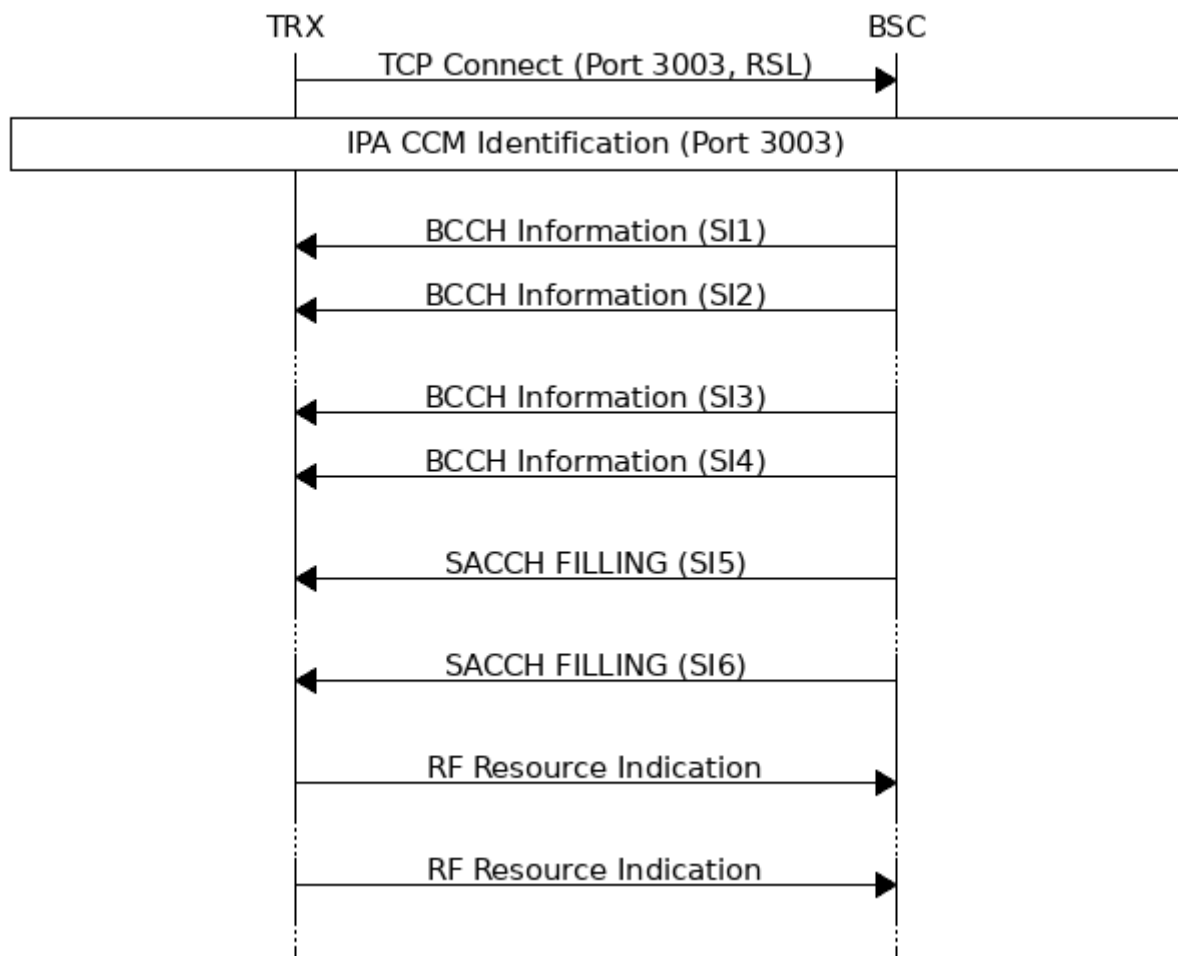 TRX BSC
TCP Connect (Port 3003, RSL)
IPA CCM Identification (Port 3003)
BCCH Information (SI1)
BCCH Information (SI2)
BCCH Information (SI3)
BCCH Information (SI4)
SACCH FILLING (SI5)
SACCH FILLING (SI6)
RF Resource Indication
RF Resource Indication